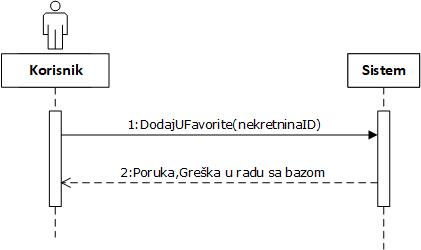 Korisnik
Sistem
1:DodajUFavorite(nekretninaID)
2:Poruka,Greška u radu sa bazom